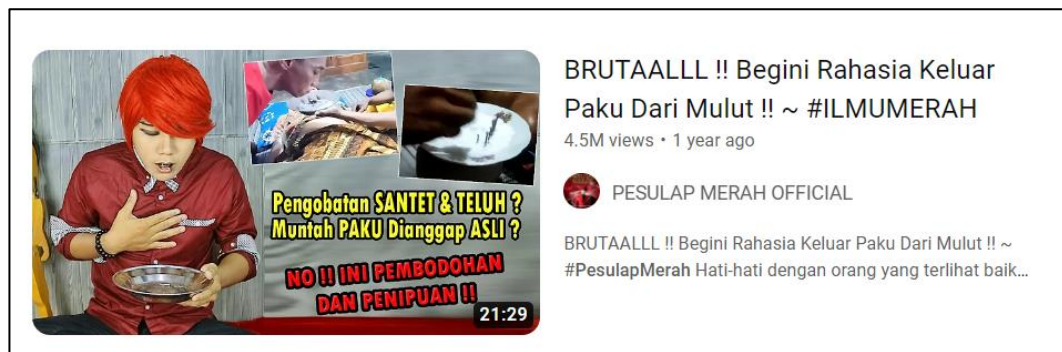 Pengobatan SANTET & TELUH ?
Muntah PAKU Dianggap ASLI ?
NO !! INI PEMBODOHAN
DAN PENIPUAN !!
21:29
BRUTAALLL !! Begini Rahasia Keluar
Paku Dari Mulut !! ~ #ILMUMERAH
4.5M views • 1 year ago
PESULAP MERAH OFFICIAL
BRUTAALLL !! Begini Rahasia Keluar Paku Dari Mulut !! ~
#PesulapMerah Hati-hati dengan orang yang terlihat baik...